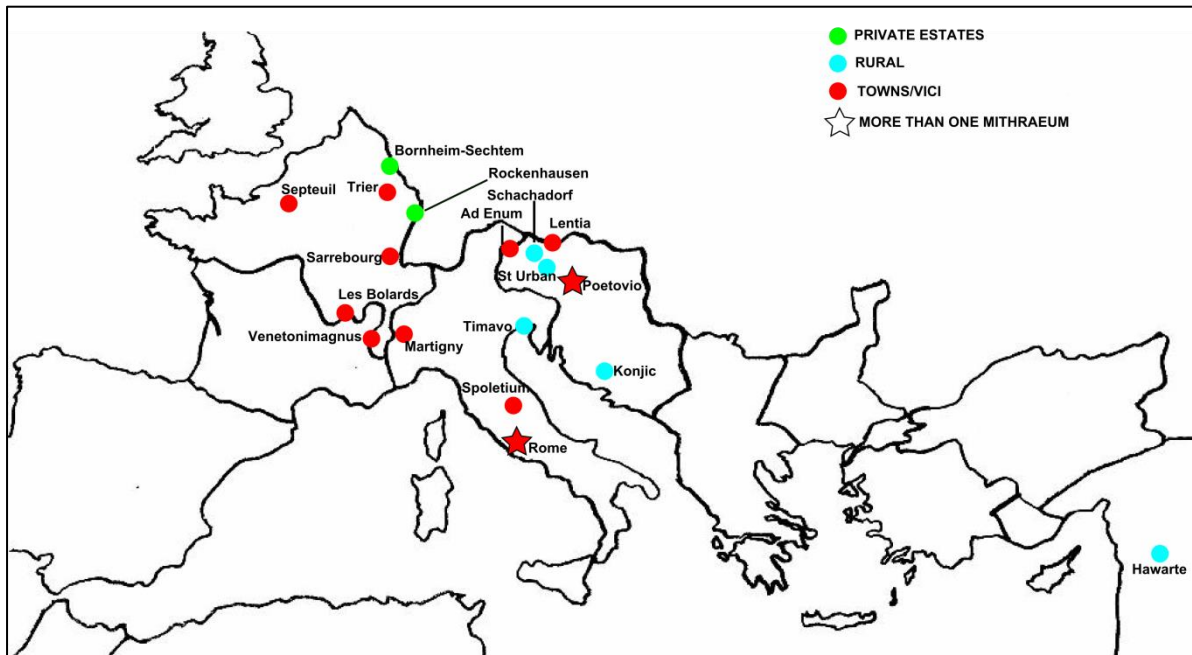 PRIVATE ESTATES
RURAL
TOWNS/VICI
MORE THAN ONE MITHRAEUM
Bornheim-Sechtem
Rockenhausen
Trier
Septeuil
Schachadorf
Ad Enum
Lentia
Sarrebourg
St Urban
Poetovio
Les Bolards
Timavo
Venetonimagnus
Martigny
Konjic
Spoletium
Rome
Hawarte